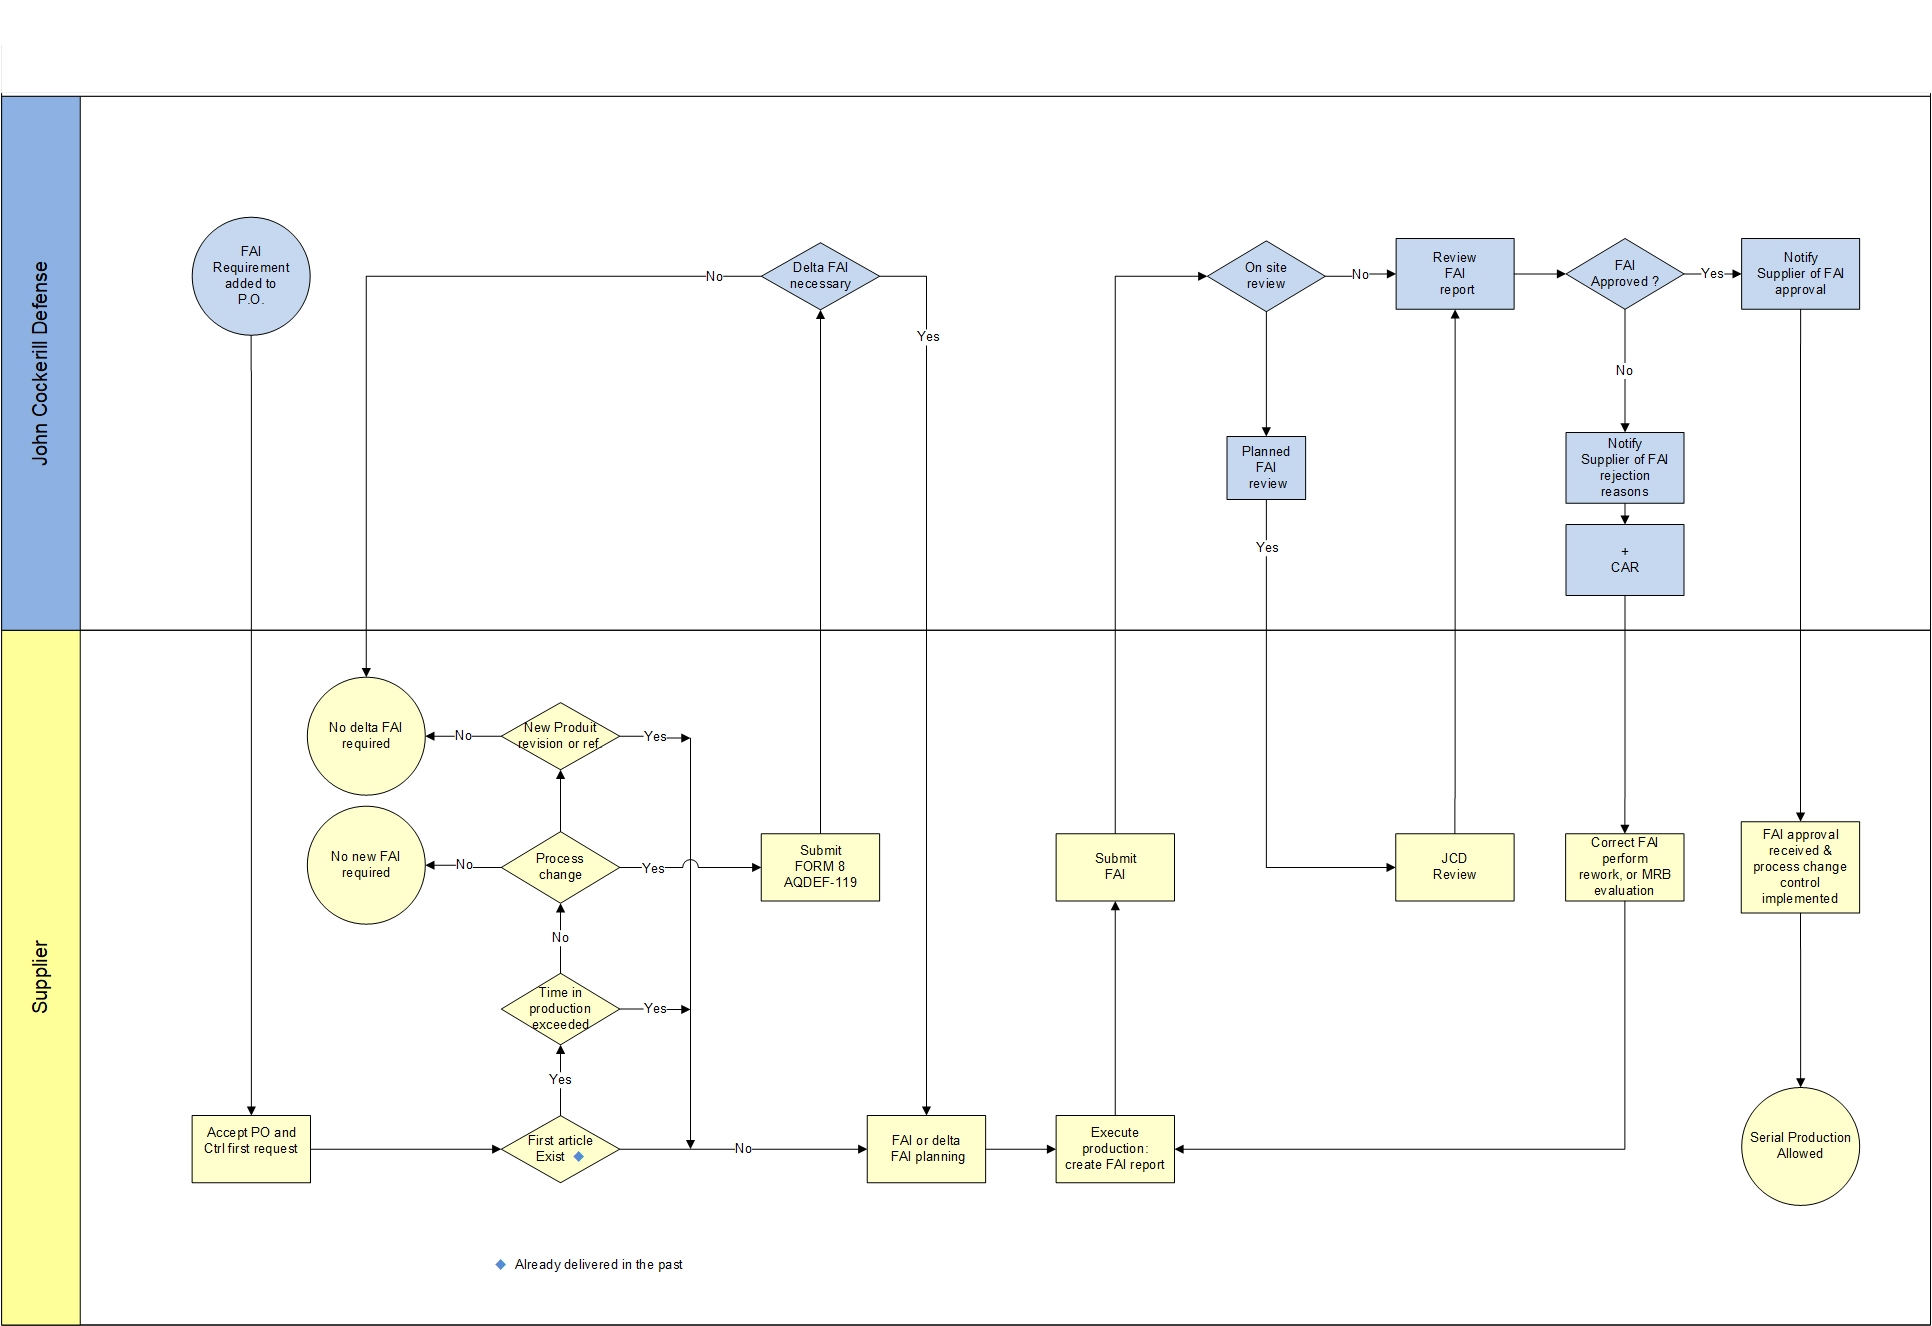 John Cockerill Defense
FAI
Requirement
added to
P.O.
No
Delta FAI
necessary
Yes
On site
review
No
Review
FAI
report
FAI
Approved ?
Yes
Notify
Supplier of FAI
approval
No
Planned
FAI
review
Yes
Notify
Supplier of FAI
rejection
reasons
+
CAR
Supplier
No delta FAI
required
No
New Produit
revision or ref.
Yes
No new FAI
required
No
Process
change
Yes
Submit
FORM 8
AQDEF-119
No
Time in
production
exceeded
Yes
Yes
Accept PO and
Ctrl first request
First article
Exist
No
FAI or delta
FAI planning
Execute
production:
create FAI report
Submit
FAI
JCD
Review
Correct FAI
perform
rework, or MRB
evaluation
FAI approval
received &
process change
control
implemented
Serial Production
Allowed
Already delivered in the past